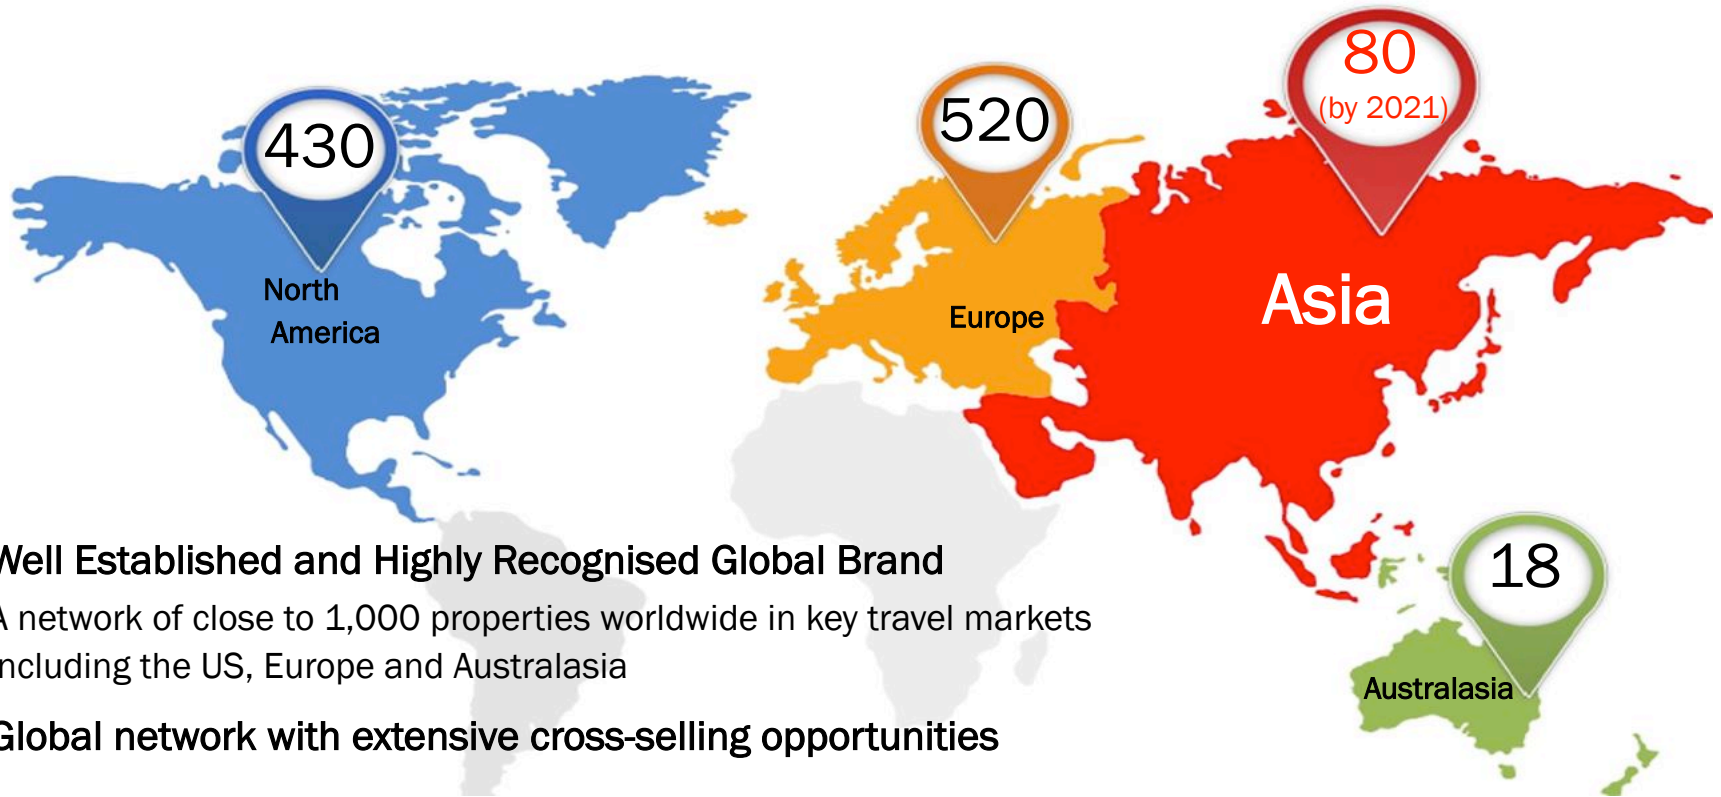 80
(by 2021)
430
520
North
America
Europe
Asia
18
Well Established and Highly Recognised Global Brand
A network of close to 1,000 properties worldwide in key travel markets
including the US, Europe and Australasia
Australasia
Global network with extensive cross-selling opportunities